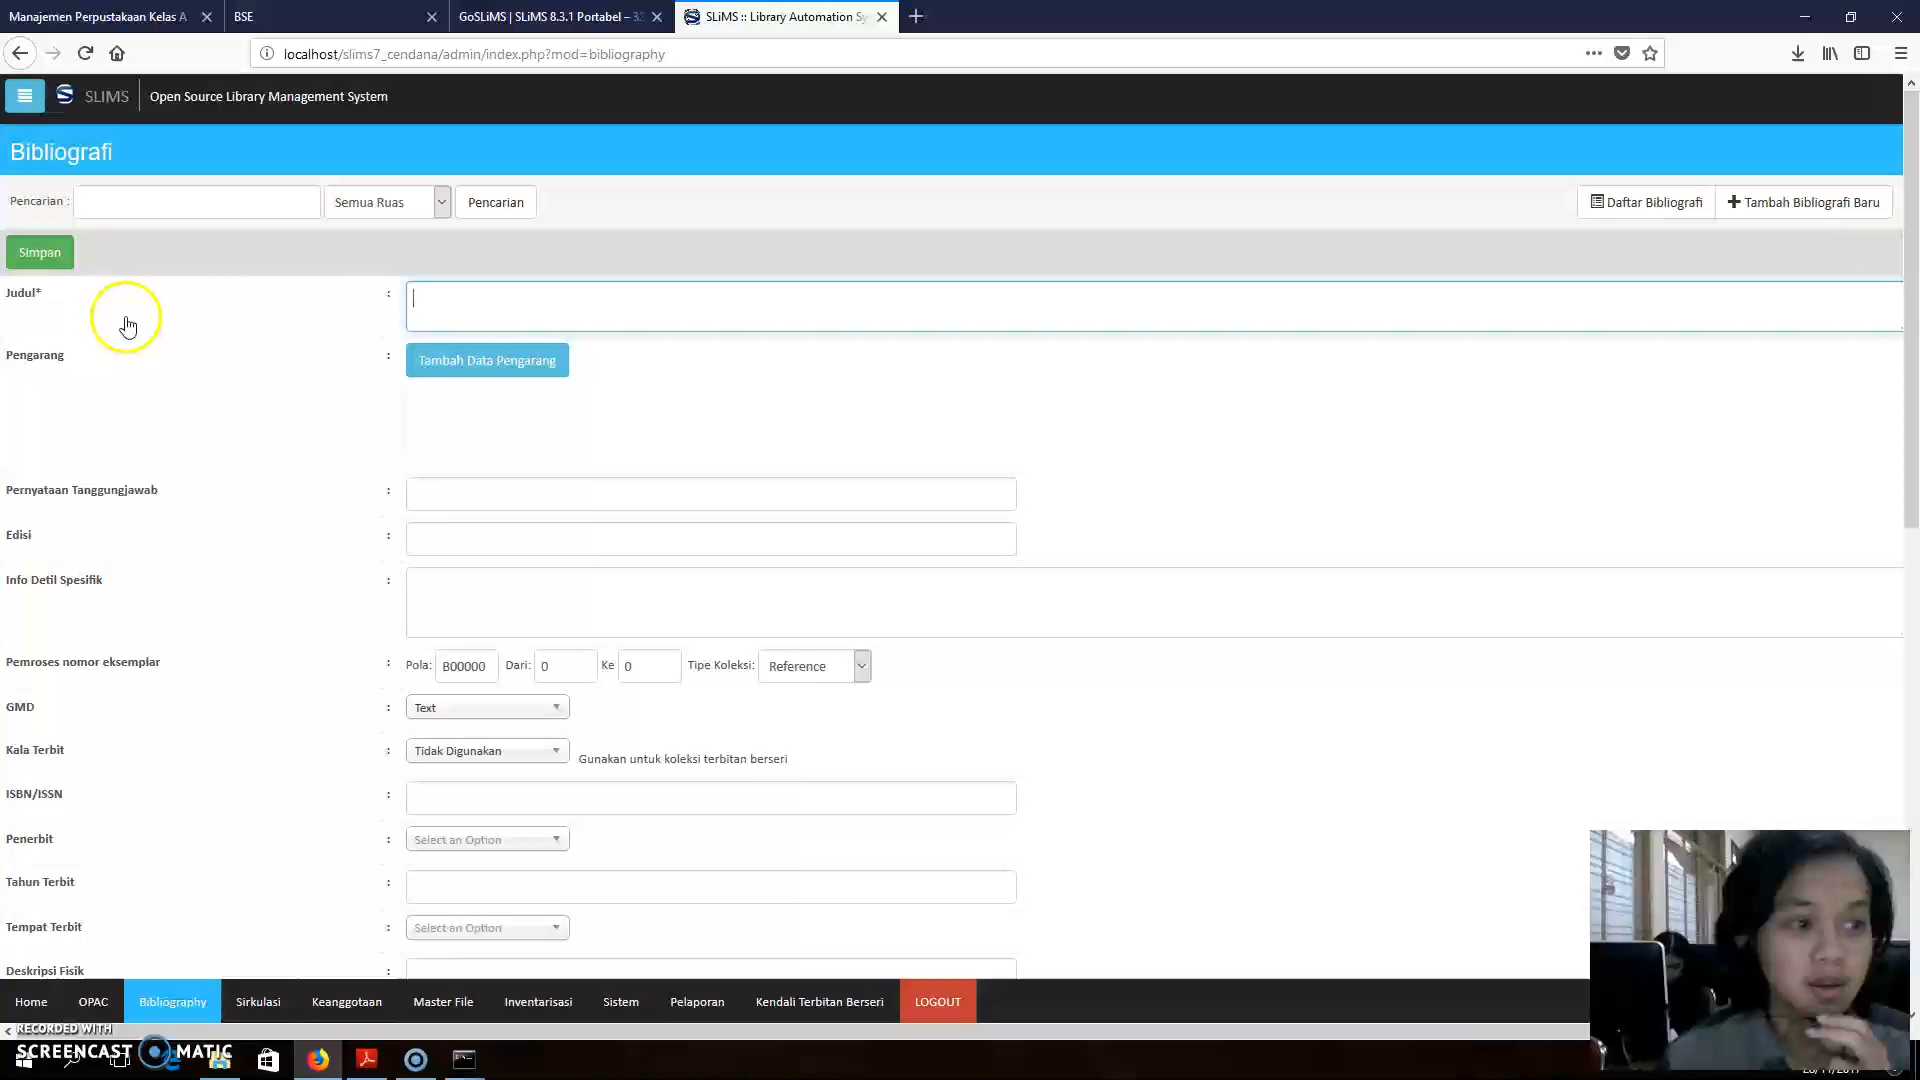 Manajemen Perpustakaan Kelas A
BSE
GoSLiMS | SLiMS 8.3.1 Portabel –
SLiMS :: Library Automation Sy
localhost/slims7_cendana/admin/index.php?mod=bibliography
SLIMS
Open Source Library Management System
Bibliografi
Pencarian :
Semua Ruas
Pencarian
Daftar Bibliografi
Tambah Bibliografi Baru
Simpan
Judul* :
Pengarang : Tambah Data Pengarang
Pernyataan Tanggungjawab :
Edisi :
Info Detil Spesifik :
Pemroses nomor eksemplar : Pola: B00000 Dari: 0 Ke 0 Tipe Koleksi: Reference
GMD : Text
Kala Terbit : Tidak Digunakan Gunakan untuk koleksi terbitan berseri
ISBN/ISSN :
Penerbit : Select an Option
Tahun Terbit :
Tempat Terbit : Select an Option
Deskripsi Fisik :
Home OPAC Bibliography Sirkulasi Keanggotaan Master File Inventarisasi Sistem Pelaporan Kendali Terbitan Berseri LOGOUT
RECORDED WITH
SCREENCAST MATIC